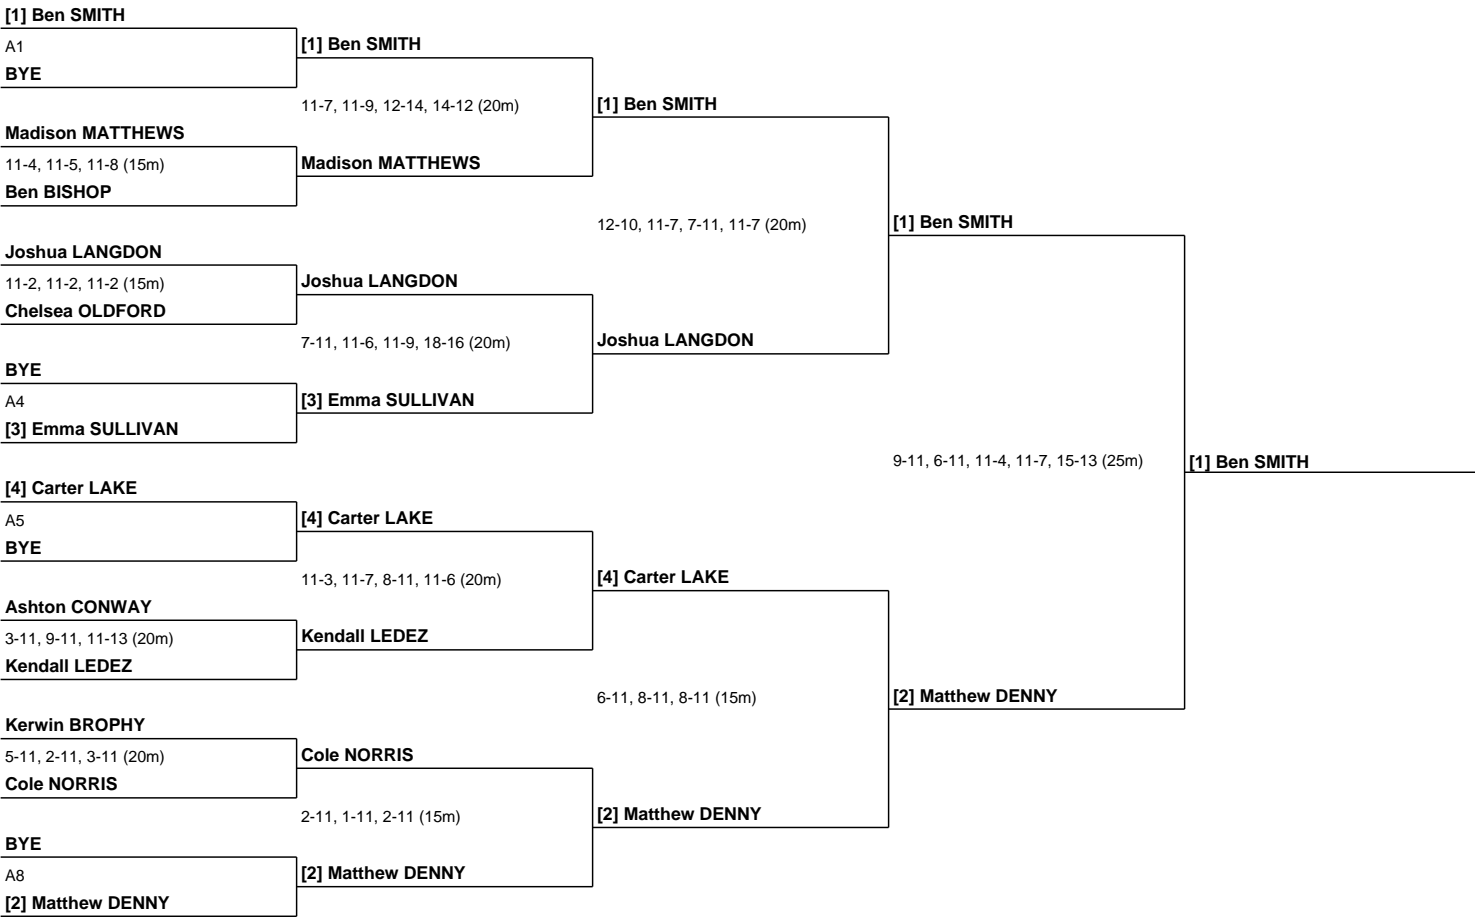 [1] Ben SMITH
A1
BYE
Madison MATTHEWS
11-4, 11-5, 11-8 (15m)
Ben BISHOP
Joshua LANGDON
11-2, 11-2, 11-2 (15m)
Chelsea OLDFORD
BYE
A4
[3] Emma SULLIVAN
[4] Carter LAKE
A5
BYE
Ashton CONWAY
3-11, 9-11, 11-13 (20m)
Kendall LEDEZ
Kerwin BROPHY
5-11, 2-11, 3-11 (20m)
Cole NORRIS
BYE
A8
[2] Matthew DENNY
[1] Ben SMITH
11-7, 11-9, 12-14, 14-12 (20m)
Madison MATTHEWS
Joshua LANGDON
7-11, 11-6, 11-9, 18-16 (20m)
[3] Emma SULLIVAN
[4] Carter LAKE
11-3, 11-7, 8-11, 11-6 (20m)
Kendall LEDEZ
Cole NORRIS
2-11, 1-11, 2-11 (15m)
[2] Matthew DENNY
[1] Ben SMITH
12-10, 11-7, 7-11, 11-7 (20m)
Joshua LANGDON
[4] Carter LAKE
6-11, 8-11, 8-11 (15m)
[2] Matthew DENNY
[1] Ben SMITH
9-11, 6-11, 11-4, 11-7, 15-13 (25m)
[2] Matthew DENNY
[1] Ben SMITH